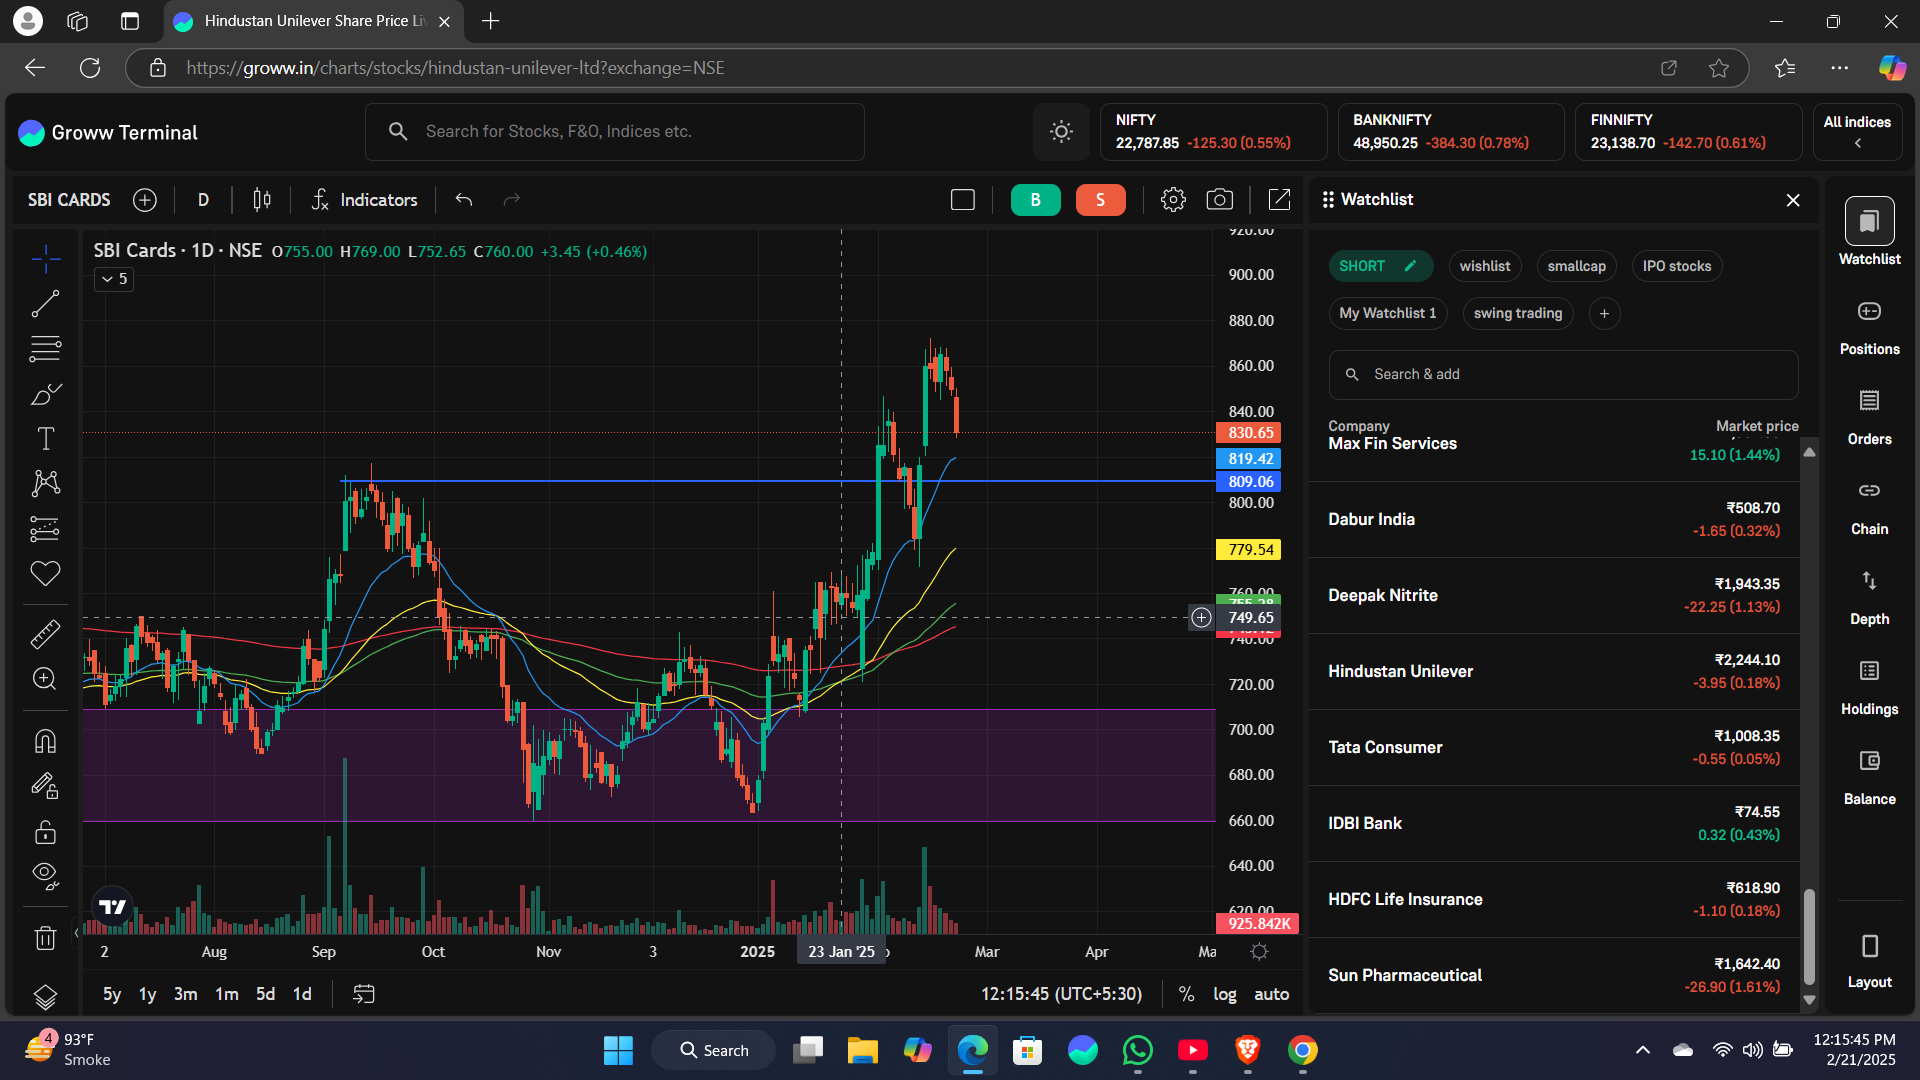 Hindustan Unilever Share Price Liv
https://groww.in/charts/stocks/hindustan-unilever-ltd?exchange=NSE
Groww Terminal
Search for Stocks, F&O, Indices etc.
NIFTY
22,787.85 -125.30 (0.55%)
BANKNIFTY
48,950.25 -384.30 (0.78%)
FINNIFTY
23,138.70 -142.70 (0.61%)
All indices
SBI CARDS
D
Indicators
B
S
SBI Cards · 1D · NSE O755.00 H769.00 L752.65 C760.00 +3.45 (+0.46%)
5
920.00
900.00
880.00
860.00
840.00
830.65
819.42
809.06
800.00
779.54
760.00
749.65
740.00
720.00
700.00
680.00
660.00
640.00
620.00
925.842K
2
Aug
Sep
Oct
Nov
3
2025
23 Jan '25
Mar
Apr
Ma
5y 1y 3m 1m 5d 1d
12:15:45 (UTC+5:30)
%
log
auto
Watchlist
SHORT
wishlist
smallcap
IPO stocks
My Watchlist 1
swing trading
+
Search & add
Company
Market price
Max Fin Services
15.10 (1.44%)
Dabur India
₹508.70
-1.65 (0.32%)
Deepak Nitrite
₹1,943.35
-22.25 (1.13%)
Hindustan Unilever
₹2,244.10
-3.95 (0.18%)
Tata Consumer
₹1,008.35
-0.55 (0.05%)
IDBI Bank
₹74.55
0.32 (0.43%)
HDFC Life Insurance
₹618.90
-1.10 (0.18%)
Sun Pharmaceutical
₹1,642.40
-26.90 (1.61%)
Watchlist
Positions
Orders
Chain
Depth
Holdings
Balance
Layout
4
93°F
Smoke
Search
12:15:45 PM
2/21/2025